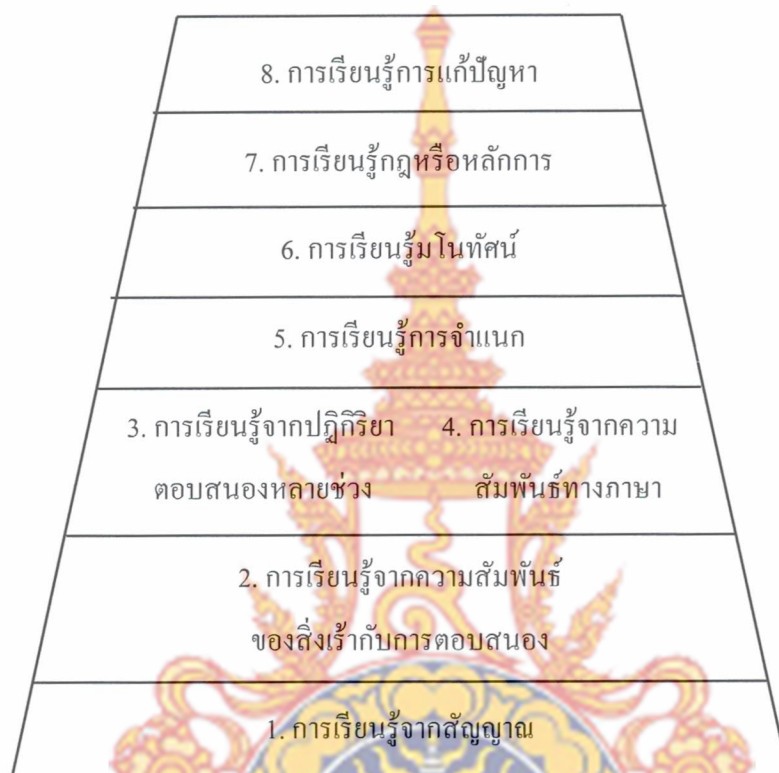 8. การเรียนรู้การแก้ปัญหา
7. การเรียนรู้กฎหรือหลักการ
6. การเรียนรู้มโนทัศน์
5. การเรียนรู้การจำแนก
3. การเรียนรู้จากปฏิกิริยา 4. การเรียนรู้จากความ
ตอบสนองหลายช่วง สัมพันธ์ทางภาษา
2. การเรียนรู้จากความสัมพันธ์
ของสิ่งเร้ากับการตอบสนอง
1. การเรียนรู้จากสัญญาณ